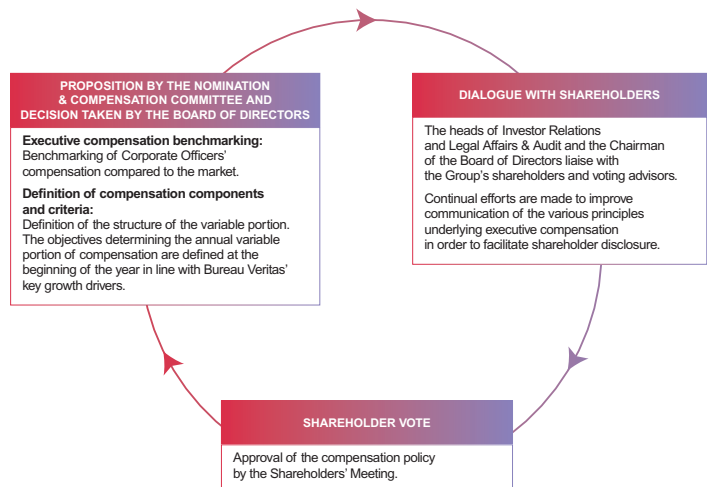 PROPOSITION BY THE NOMINATION
& COMPENSATION COMMITTEE AND
DECISION TAKEN BY THE BOARD OF DIRECTORS
Executive compensation benchmarking:
Benchmarking of Corporate Officers'
compensation compared to the market.
Definition of compensation components
and criteria:
Definition of the structure of the variable portion.
The objectives determining the annual variable
portion of compensation are defined at the
beginning of the year in line with Bureau Veritas'
key growth drivers.
DIALOGUE WITH SHAREHOLDERS
The heads of Investor Relations
and Legal Affairs & Audit and the Chairman
of the Board of Directors liaise with
the Group's shareholders and voting advisors.
Continual efforts are made to improve
communication of the various principles
underlying executive compensation
in order to facilitate shareholder disclosure.
SHAREHOLDER VOTE
Approval of the compensation policy
by the Shareholders' Meeting.